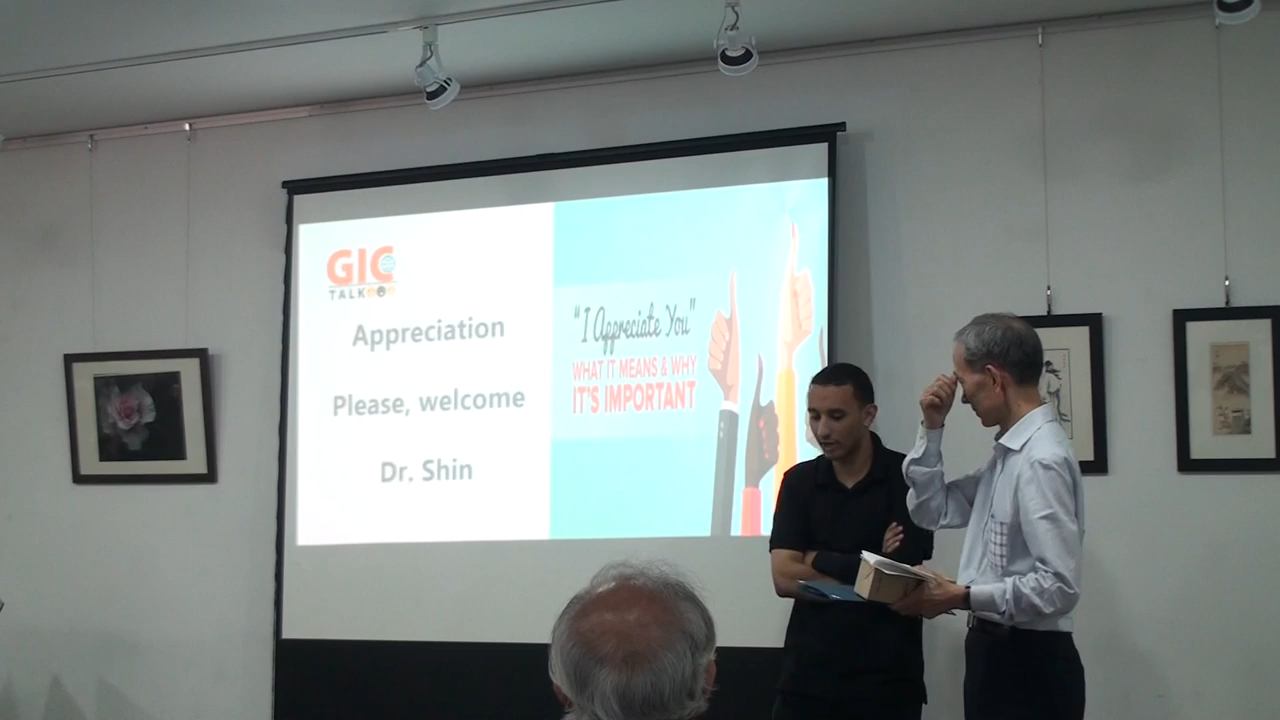 GIC
TALK
Appreciation
Please, welcome
Dr. Shin
"I Appreciate You"
WHAT IT MEANS & WHY
IT'S IMPORTANT